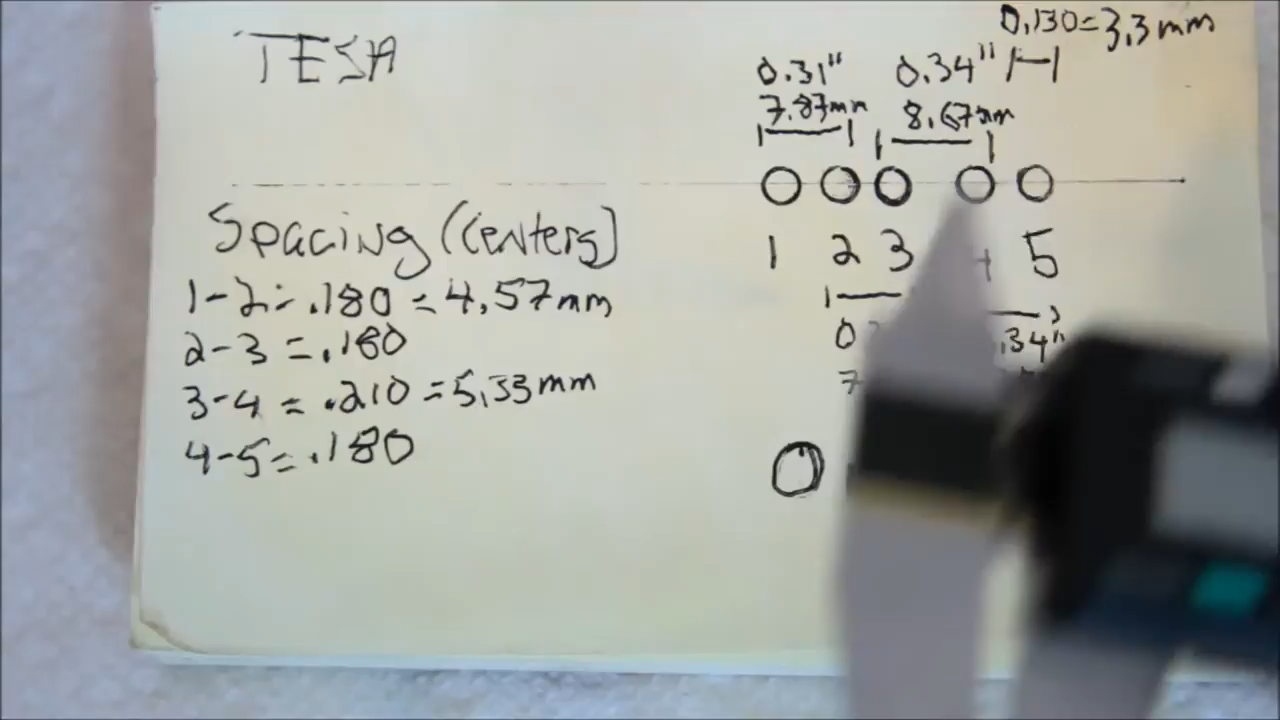 TESA
0.130=3.3mm
0.31" 0.34"
7.87mm 8.67mm
Spacing (Centers)
1 2 3 5
1-2=.180=4.57mm
2-3=.180
.34"
3-4=.210=5.33mm
4-5=.180